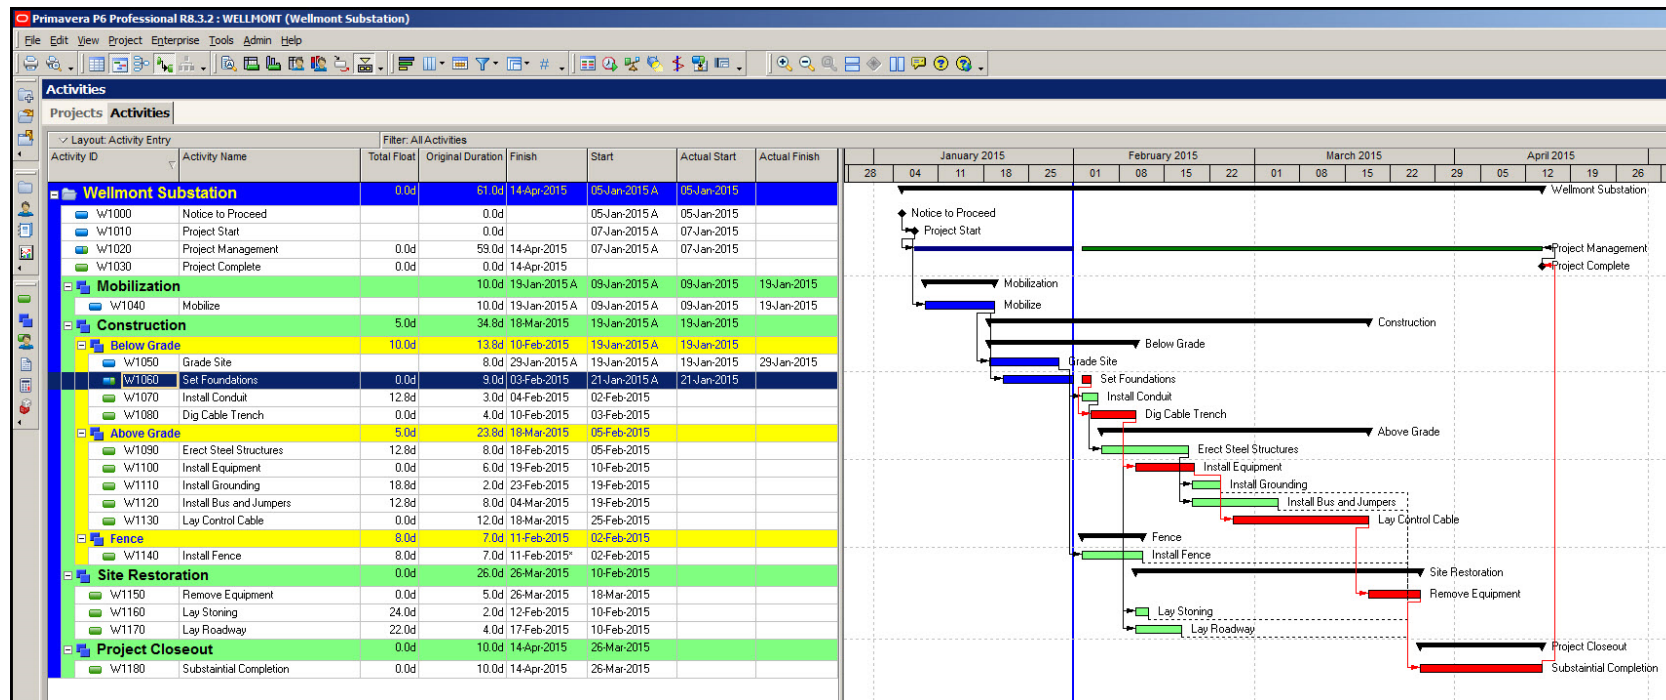 Primavera P6 Professional R8.3.2 : WELLMONT (Wellmont Substation)
File Edit View Project Enterprise Tools Admin Help
Activities
Projects Activities
Layout: Activity Entry Filter: All Activities
Activity ID Activity Name Total Float Original Duration Finish Start Actual Start Actual Finish January 2015 February 2015 March 2015 April 2015
28 04 11 18 25 01 08 15 22 01 08 15 22 29 05 12 19 26
Wellmont Substation 0.0d 61.0d 14-Apr-2015 05-Jan-2015 A 05-Jan-2015 Wellmont Substation
W1000 Notice to Proceed 0.0d 05-Jan-2015 A 05-Jan-2015 Notice to Proceed
W1010 Project Start 0.0d 07-Jan-2015 A 07-Jan-2015 Project Start
W1020 Project Management 0.0d 59.0d 14-Apr-2015 07-Jan-2015 A 07-Jan-2015 Project Management
W1030 Project Complete 0.0d 0.0d 14-Apr-2015 Project Complete
Mobilization 10.0d 19-Jan-2015 A 09-Jan-2015 A 09-Jan-2015 19-Jan-2015 Mobilization
W1040 Mobilize 10.0d 19-Jan-2015 A 09-Jan-2015 A 09-Jan-2015 19-Jan-2015 Mobilize
Construction 5.0d 34.8d 18-Mar-2015 19-Jan-2015 A 19-Jan-2015 Construction
Below Grade 10.0d 13.8d 10-Feb-2015 19-Jan-2015 A 19-Jan-2015 Below Grade
W1050 Grade Site 8.0d 29-Jan-2015 A 19-Jan-2015 A 19-Jan-2015 29-Jan-2015 Grade Site
W1060 Set Foundations 0.0d 9.0d 03-Feb-2015 21-Jan-2015 A 21-Jan-2015 Set Foundations
W1070 Install Conduit 12.8d 3.0d 04-Feb-2015 02-Feb-2015 Install Conduit
W1080 Dig Cable Trench 0.0d 4.0d 10-Feb-2015 03-Feb-2015 Dig Cable Trench
Above Grade 5.0d 23.8d 18-Mar-2015 05-Feb-2015 Above Grade
W1090 Erect Steel Structures 12.8d 8.0d 18-Feb-2015 05-Feb-2015 Erect Steel Structures
W1100 Install Equipment 0.0d 6.0d 19-Feb-2015 10-Feb-2015 Install Equipment
W1110 Install Grounding 18.8d 2.0d 23-Feb-2015 19-Feb-2015 Install Grounding
W1120 Install Bus and Jumpers 12.8d 8.0d 04-Mar-2015 19-Feb-2015 Install Bus and Jumpers
W1130 Lay Control Cable 0.0d 12.0d 18-Mar-2015 25-Feb-2015 Lay Control Cable
Fence 8.0d 7.0d 11-Feb-2015 02-Feb-2015 Fence
W1140 Install Fence 8.0d 7.0d 11-Feb-2015* 02-Feb-2015 Install Fence
Site Restoration 0.0d 26.0d 26-Mar-2015 10-Feb-2015 Site Restoration
W1150 Remove Equipment 0.0d 5.0d 26-Mar-2015 18-Mar-2015 Remove Equipment
W1160 Lay Stoning 24.0d 2.0d 12-Feb-2015 10-Feb-2015 Lay Stoning
W1170 Lay Roadway 22.0d 4.0d 17-Feb-2015 10-Feb-2015 Lay Roadway
Project Closeout 0.0d 10.0d 14-Apr-2015 26-Mar-2015 Project Closeout
W1180 Substaintial Completion 0.0d 10.0d 14-Apr-2015 26-Mar-2015 Substaintial Completion